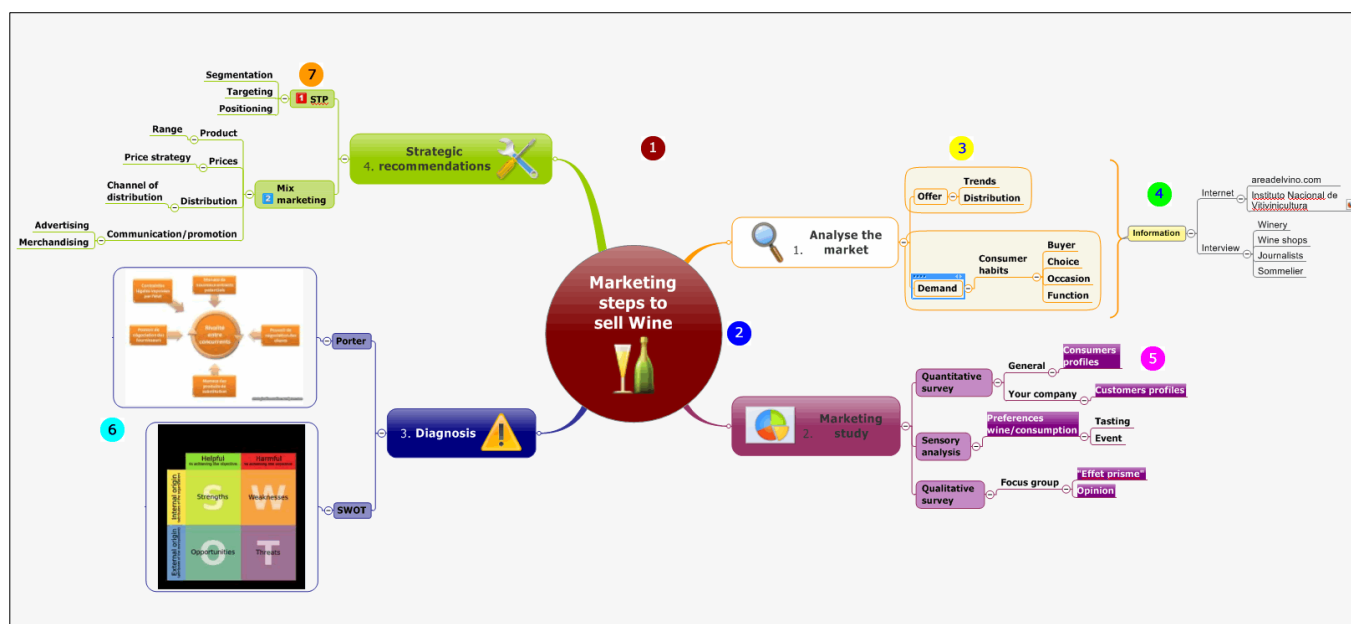 Marketing
steps to
sell Wine
1
2
3
4
5
6
7
1. Analyse the
market
Offer
Trends
Distribution
Demand
Consumer
habits
Buyer
Choice
Occasion
Function
Information
Internet
areadelvino.com
Instituto Nacional de
Vitivinicultura
Interview
Winery
Wine shops
Journalists
Sommelier
2. Marketing
study
Quantitative
survey
General
Consumers
profiles
Your company
Customers profiles
Sensory
analysis
Preferences
wine/consumption
Tasting
Event
Qualitative
survey
Focus group
"Effet prisme"
Opinion
3. Diagnosis
Porter
SWOT
Helpful
Harmful
Internal origin
External origin
S
Strengths
W
Weaknesses
O
Opportunities
T
Threats
Strategic
4. recommendations
1 STP
Segmentation
Targeting
Positioning
2 Mix
marketing
Product
Range
Prices
Price strategy
Distribution
Channel of
distribution
Communication/promotion
Advertising
Merchandising